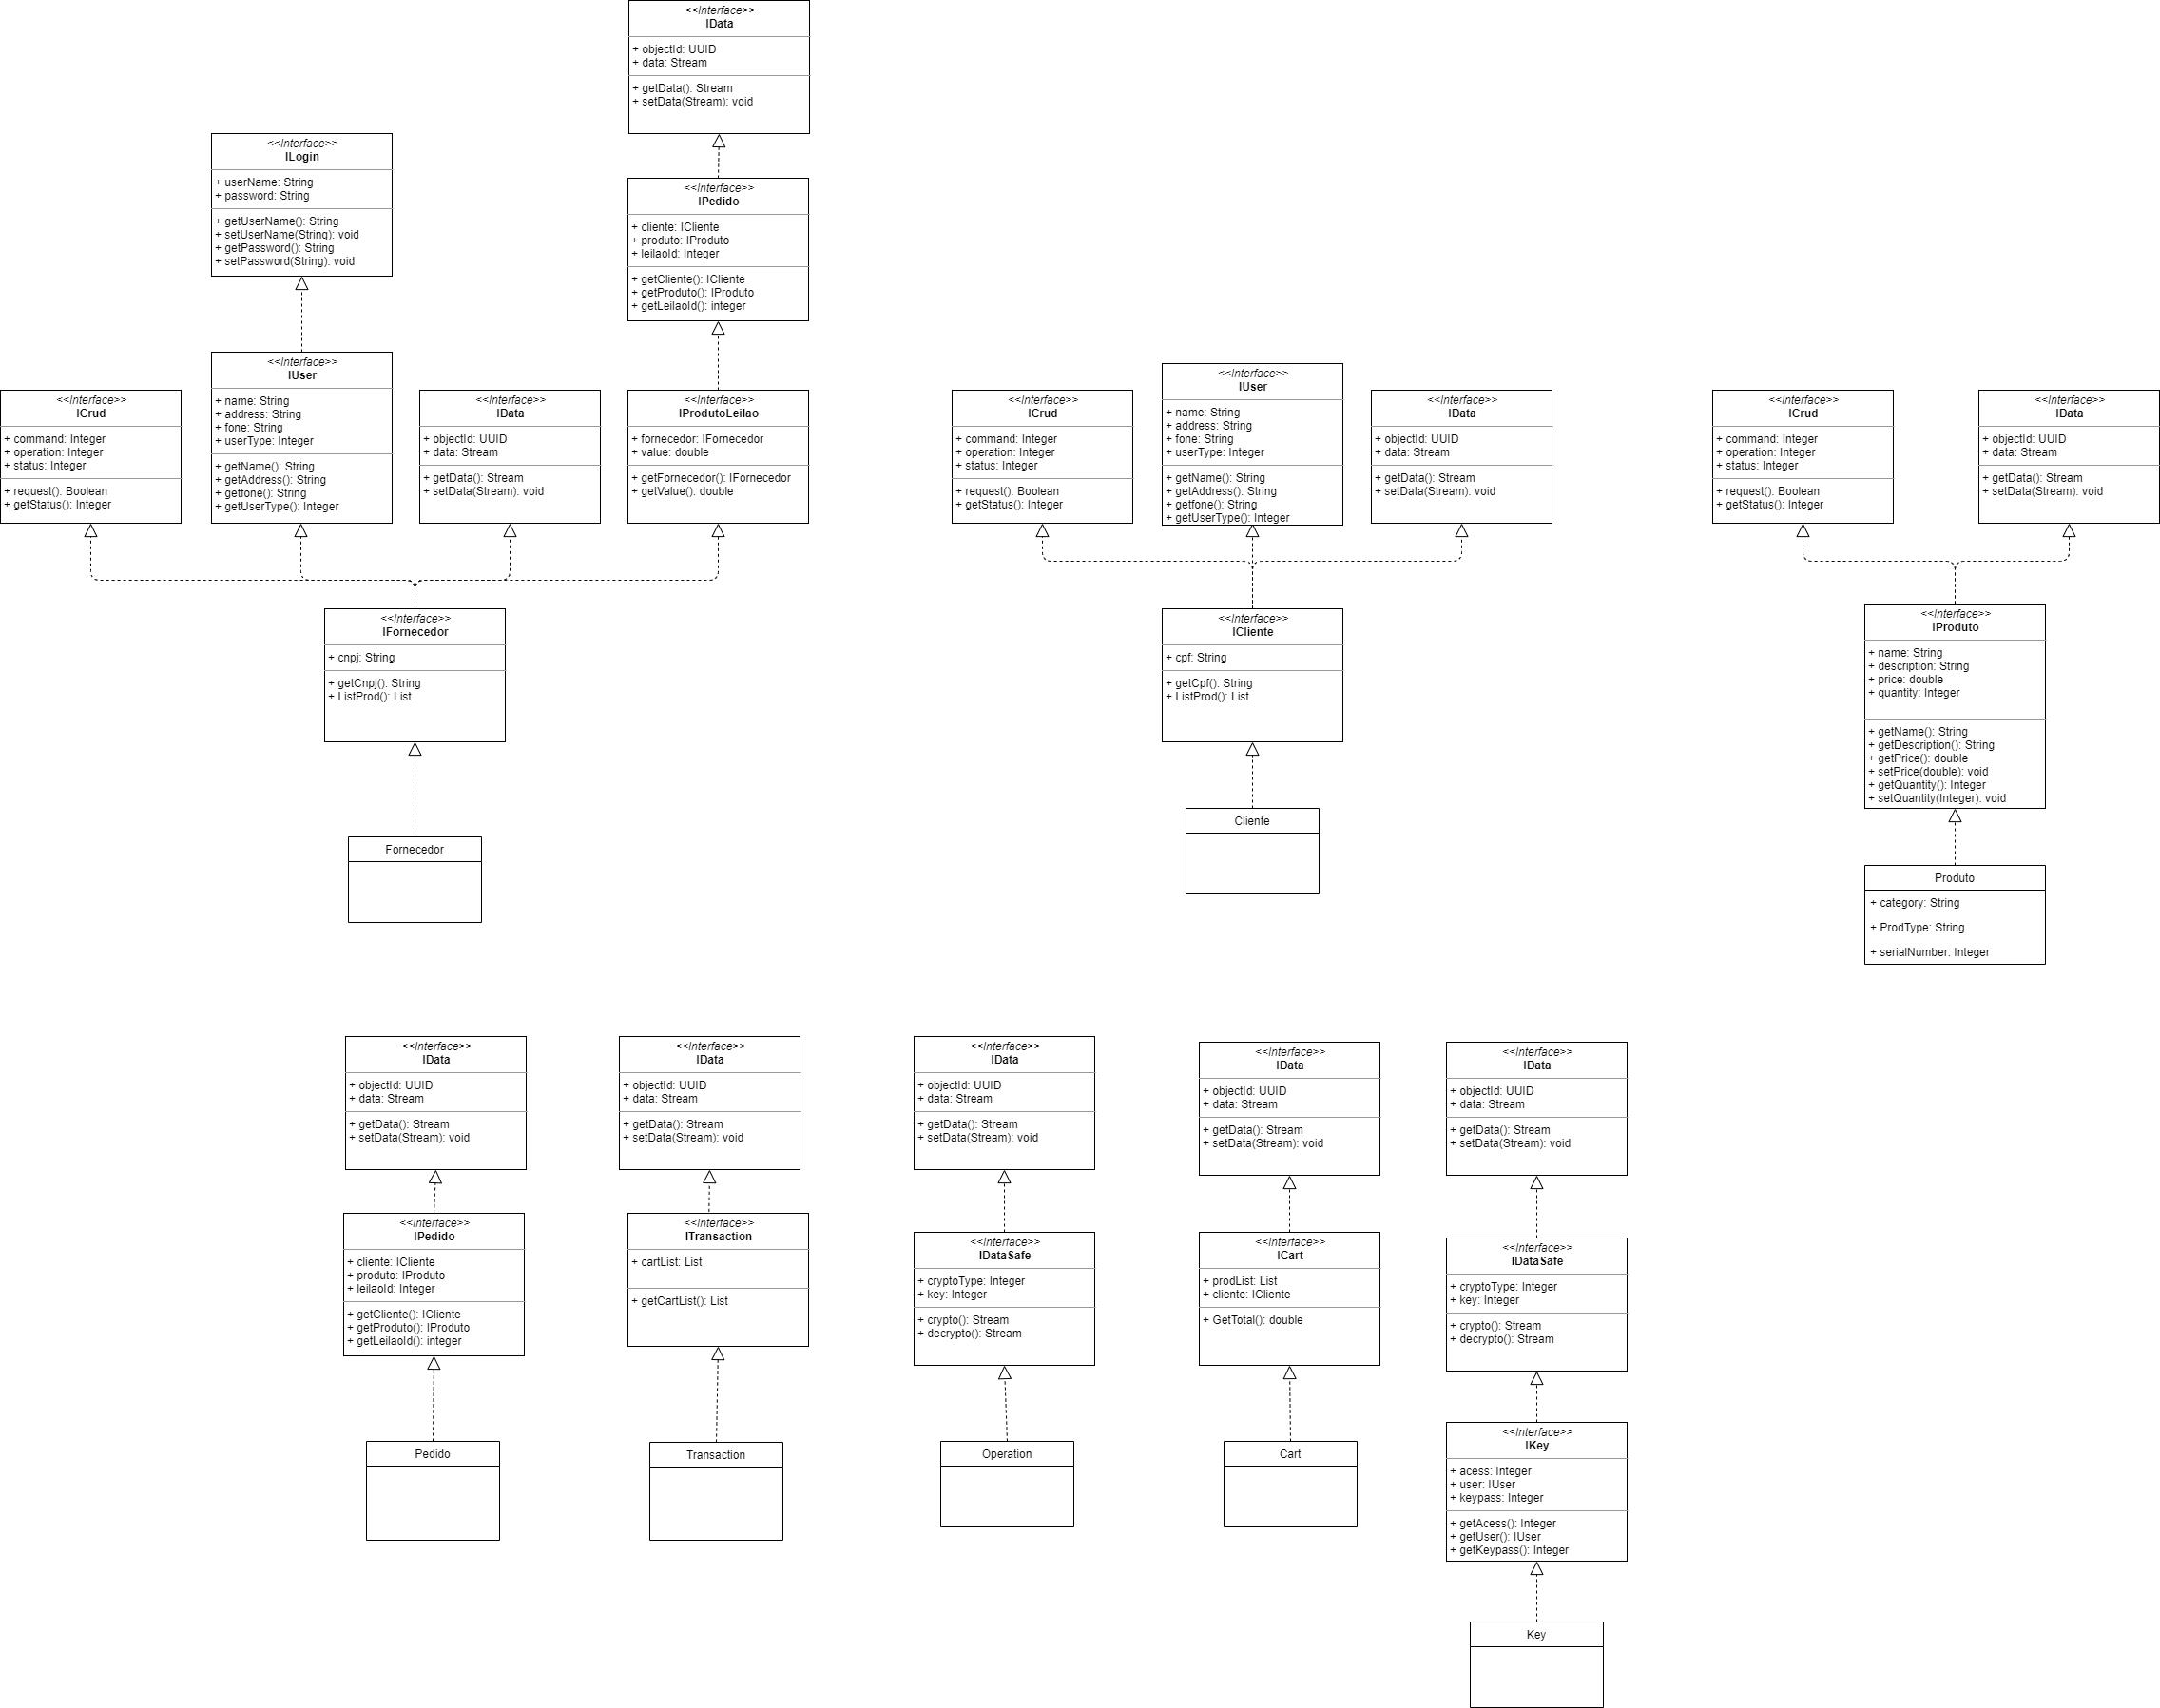 <<Interface>>
IData
+ objectId: UUID
+ data: Stream
+ getData(): Stream
+ setData(Stream): void
<<Interface>>
ILogin
+ userName: String
+ password: String
+ getUserName(): String
+ setUserName(String): void
+ getPassword(): String
+ setPassword(String): void
<<Interface>>
IPedido
+ cliente: ICliente
+ produto: IProduto
+ leilaoId: Integer
+ getCliente(): ICliente
+ getProduto(): IProduto
+ getLeilaoId(): integer
<<Interface>>
ICrud
+ command: Integer
+ operation: Integer
+ status: Integer
+ request(): Boolean
+ getStatus(): Integer
<<Interface>>
IUser
+ name: String
+ address: String
+ fone: String
+ userType: Integer
+ getName(): String
+ getAddress(): String
+ getfone(): String
+ getUserType(): Integer
<<Interface>>
IData
+ objectId: UUID
+ data: Stream
+ getData(): Stream
+ setData(Stream): void
<<Interface>>
IProdutoLeilao
+ fornecedor: IFornecedor
+ value: double
+ getFornecedor(): IFornecedor
+ getValue(): double
<<Interface>>
IFornecedor
+ cnpj: String
+ getCnpj(): String
+ ListProd(): List
Fornecedor
<<Interface>>
ICrud
+ command: Integer
+ operation: Integer
+ status: Integer
+ request(): Boolean
+ getStatus(): Integer
<<Interface>>
IUser
+ name: String
+ address: String
+ fone: String
+ userType: Integer
+ getName(): String
+ getAddress(): String
+ getfone(): String
+ getUserType(): Integer
<<Interface>>
IData
+ objectId: UUID
+ data: Stream
+ getData(): Stream
+ setData(Stream): void
<<Interface>>
ICliente
+ cpf: String
+ getCpf(): String
+ ListProd(): List
Cliente
<<Interface>>
ICrud
+ command: Integer
+ operation: Integer
+ status: Integer
+ request(): Boolean
+ getStatus(): Integer
<<Interface>>
IData
+ objectId: UUID
+ data: Stream
+ getData(): Stream
+ setData(Stream): void
<<Interface>>
IProduto
+ name: String
+ description: String
+ price: double
+ quantity: Integer
+ getName(): String
+ getDescription(): String
+ getPrice(): double
+ setPrice(double): void
+ getQuantity(): Integer
+ setQuantity(Integer): void
Produto
+ category: String
+ ProdType: String
+ serialNumber: Integer
<<Interface>>
IData
+ objectId: UUID
+ data: Stream
+ getData(): Stream
+ setData(Stream): void
<<Interface>>
IPedido
+ cliente: ICliente
+ produto: IProduto
+ leilaoId: Integer
+ getCliente(): ICliente
+ getProduto(): IProduto
+ getLeilaoId(): integer
Pedido
<<Interface>>
IData
+ objectId: UUID
+ data: Stream
+ getData(): Stream
+ setData(Stream): void
<<Interface>>
ITransaction
+ cartList: List
+ getCartList(): List
Transaction
<<Interface>>
IData
+ objectId: UUID
+ data: Stream
+ getData(): Stream
+ setData(Stream): void
<<Interface>>
IDataSafe
+ cryptoType: Integer
+ key: Integer
+ crypto(): Stream
+ decrypto(): Stream
Operation
<<Interface>>
IData
+ objectId: UUID
+ data: Stream
+ getData(): Stream
+ setData(Stream): void
<<Interface>>
ICart
+ prodList: List
+ cliente: ICliente
+ GetTotal(): double
Cart
<<Interface>>
IData
+ objectId: UUID
+ data: Stream
+ getData(): Stream
+ setData(Stream): void
<<Interface>>
IDataSafe
+ cryptoType: Integer
+ key: Integer
+ crypto(): Stream
+ decrypto(): Stream
<<Interface>>
IKey
+ acess: Integer
+ user: IUser
+ keypass: Integer
+ getAcess(): Integer
+ getUser(): IUser
+ getKeypass(): Integer
Key